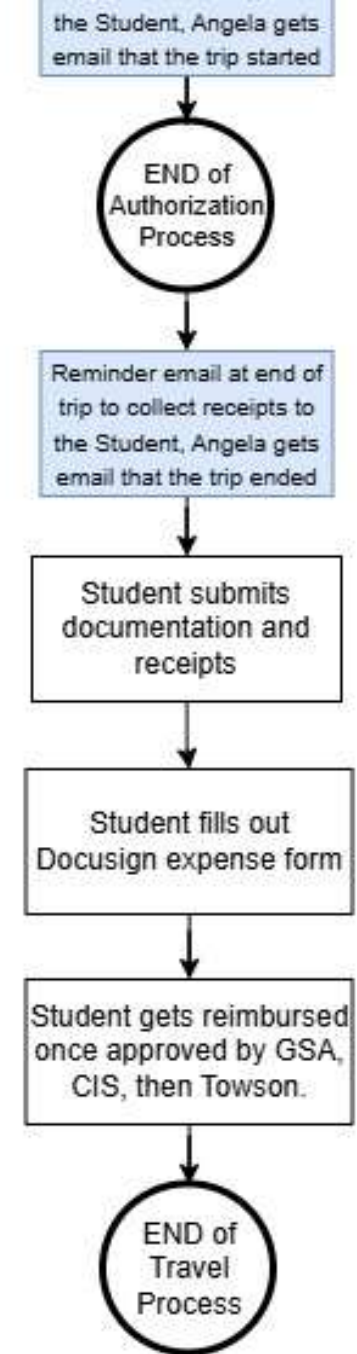 the Student, Angela gets
email that the trip started
END of
Authorization
Process
Reminder email at end of
trip to collect receipts to
the Student, Angela gets
email that the trip ended
Student submits
documentation and
receipts
Student fills out
Docusign expense form
Student gets reimbursed
once approved by GSA,
CIS, then Towson.
END of
Travel
Process